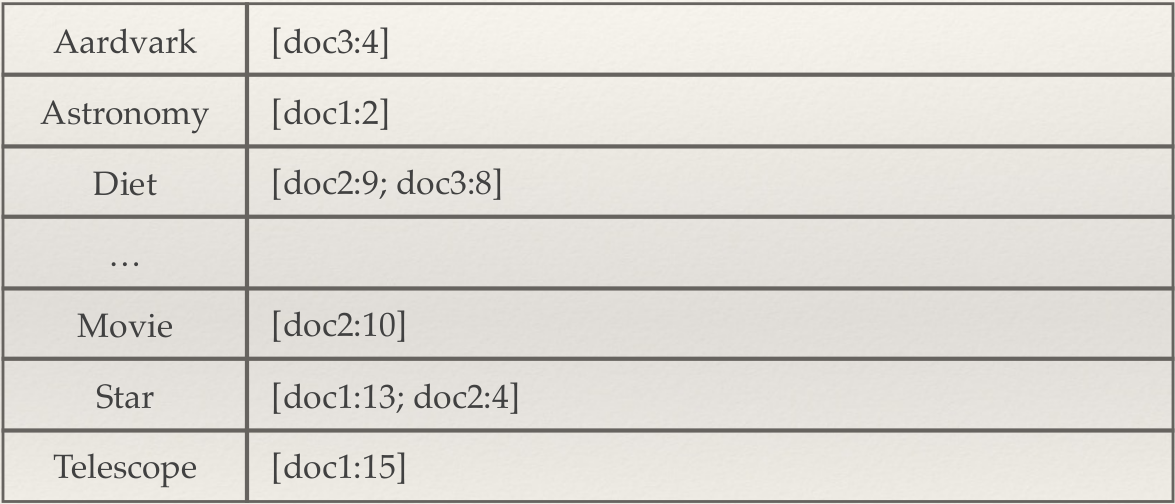 Aardvark [doc3:4]
Astronomy [doc1:2]
Diet [doc2:9; doc3:8]
…
Movie [doc2:10]
Star [doc1:13; doc2:4]
Telescope [doc1:15]